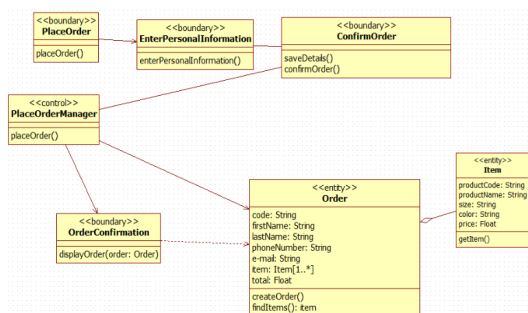 <<boundary>>
PlaceOrder
placeOrder()
<<boundary>>
EnterPersonalInformation
enterPersonalInformation()
<<boundary>>
ConfirmOrder
saveDetails()
confirmOrder()
<<control>>
PlaceOrderManager
placeOrder()
<<boundary>>
OrderConfirmation
displayOrder(order: Order)
<<entity>>
Order
code: String
firstName: String
lastName: String
phoneNumber: String
e-mail: String
item: Item[1..*]
total: Float
createOrder()
findItems(): item
<<entity>>
Item
productCode: String
productName: String
size: String
color: String
price: Float
getItem()